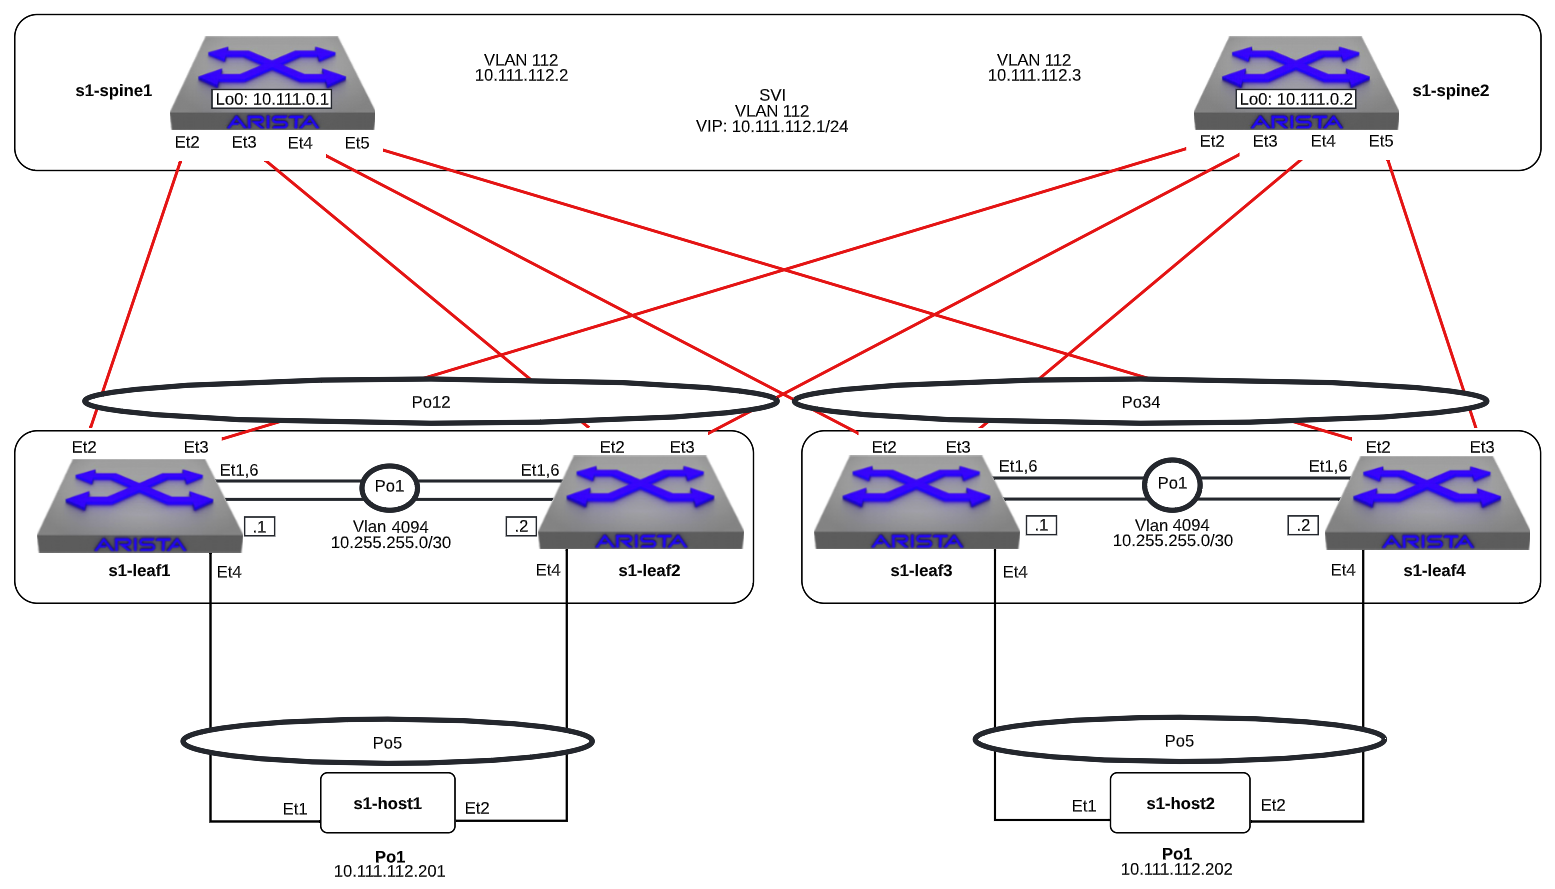 VLAN 112
10.111.112.2
VLAN 112
10.111.112.3
s1-spine1
s1-spine2
SVI
VLAN 112
VIP: 10.111.112.1/24
Lo0: 10.111.0.1
Lo0: 10.111.0.2
ARISTA
ARISTA
Et2 Et3 Et4 Et5
Et2 Et3 Et4 Et5
Po12
Po34
Et2 Et3
Et2 Et3
Et2 Et3
Et2 Et3
Et1,6
Po1
Et1,6
Et1,6
Po1
Et1,6
.1
Vlan 4094
10.255.255.0/30
.2
.1
Vlan 4094
10.255.255.0/30
.2
ARISTA
ARISTA
ARISTA
ARISTA
s1-leaf1
Et4
Et4
s1-leaf2
s1-leaf3
Et4
Et4
s1-leaf4
Po5
Po5
Et1
s1-host1
Et2
Et1
s1-host2
Et2
Po1
10.111.112.201
Po1
10.111.112.202